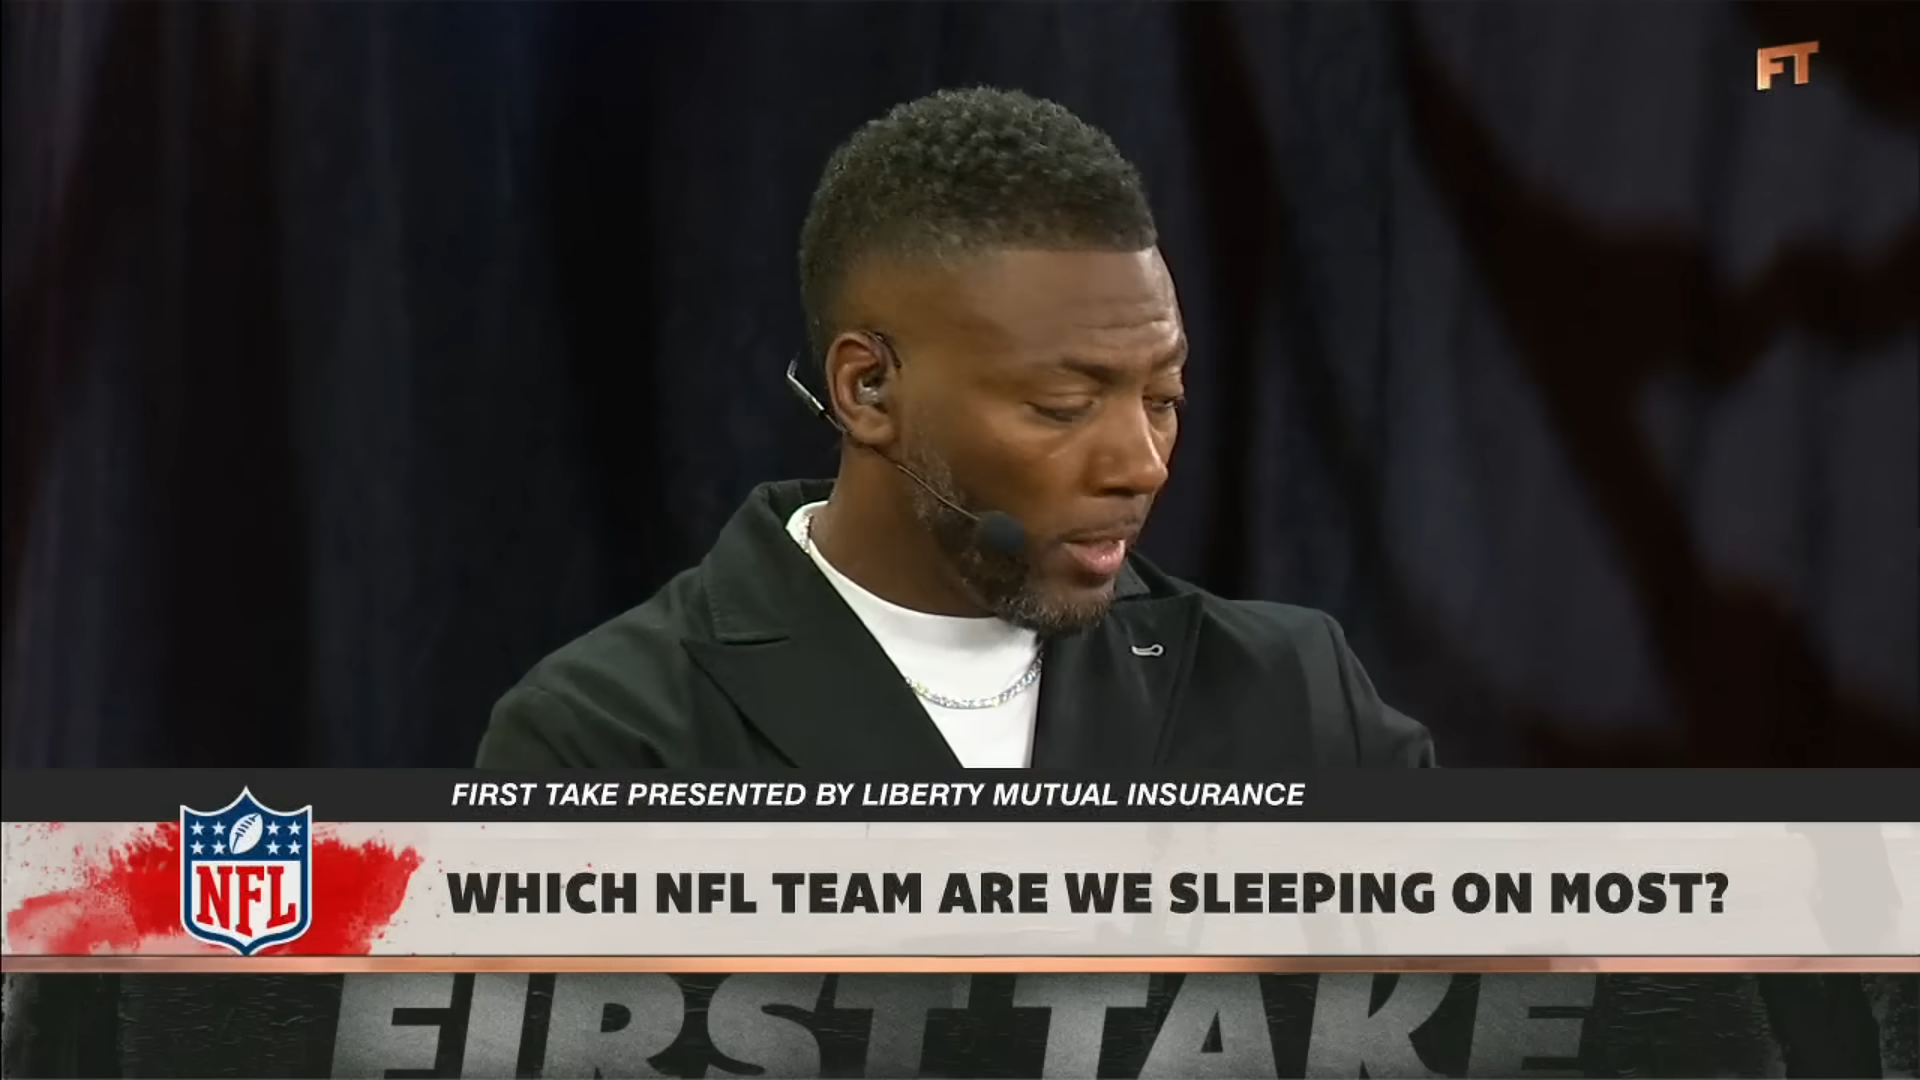 FT
FIRST TAKE PRESENTED BY LIBERTY MUTUAL INSURANCE
NFL
WHICH NFL TEAM ARE WE SLEEPING ON MOST?
FIRST TAKE